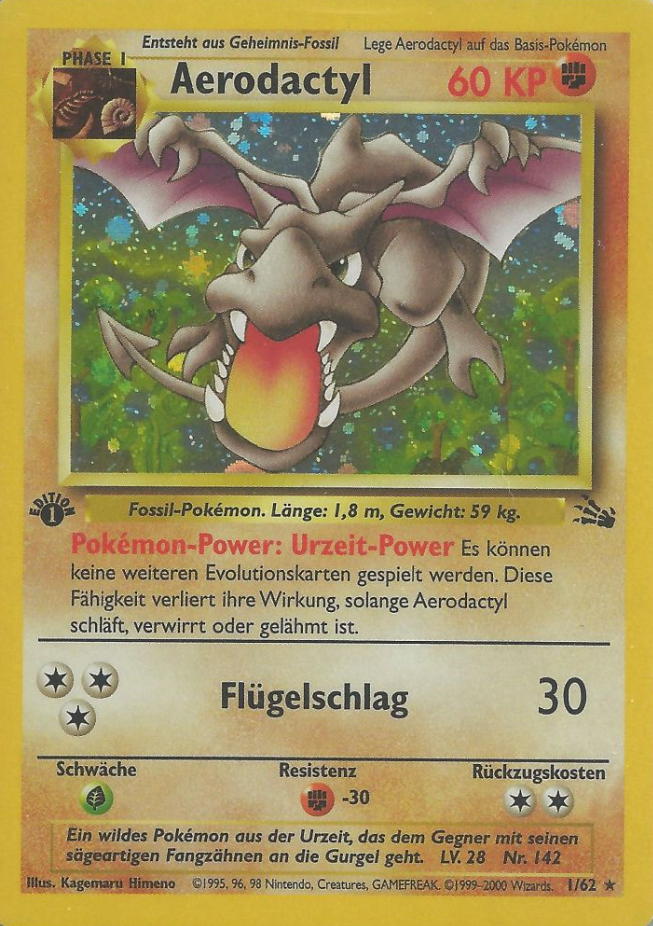 Entsteht aus Geheimnis-Fossil Lege Aerodactyl auf das Basis-Pokémon
PHASE 1
Aerodactyl 60 KP
EDITION
1
Fossil-Pokémon. Länge: 1,8 m, Gewicht: 59 kg.
Pokémon-Power: Urzeit-Power Es können
keine weiteren Evolutionskarten gespielt werden. Diese
Fähigkeit verliert ihre Wirkung, solange Aerodactyl
schläft, verwirrt oder gelähmt ist.
Flügelschlag 30
Schwäche Resistenz Rückzugskosten
-30
Ein wildes Pokémon aus der Urzeit, das dem Gegner mit seinen
sägeartigen Fangzähnen an die Gurgel geht. LV. 28 Nr. 142
Illus. Kagemaru Himeno ©1995, 96, 98 Nintendo, Creatures, GAMEFREAK. ©1999-2000 Wizards. 1/62 ★